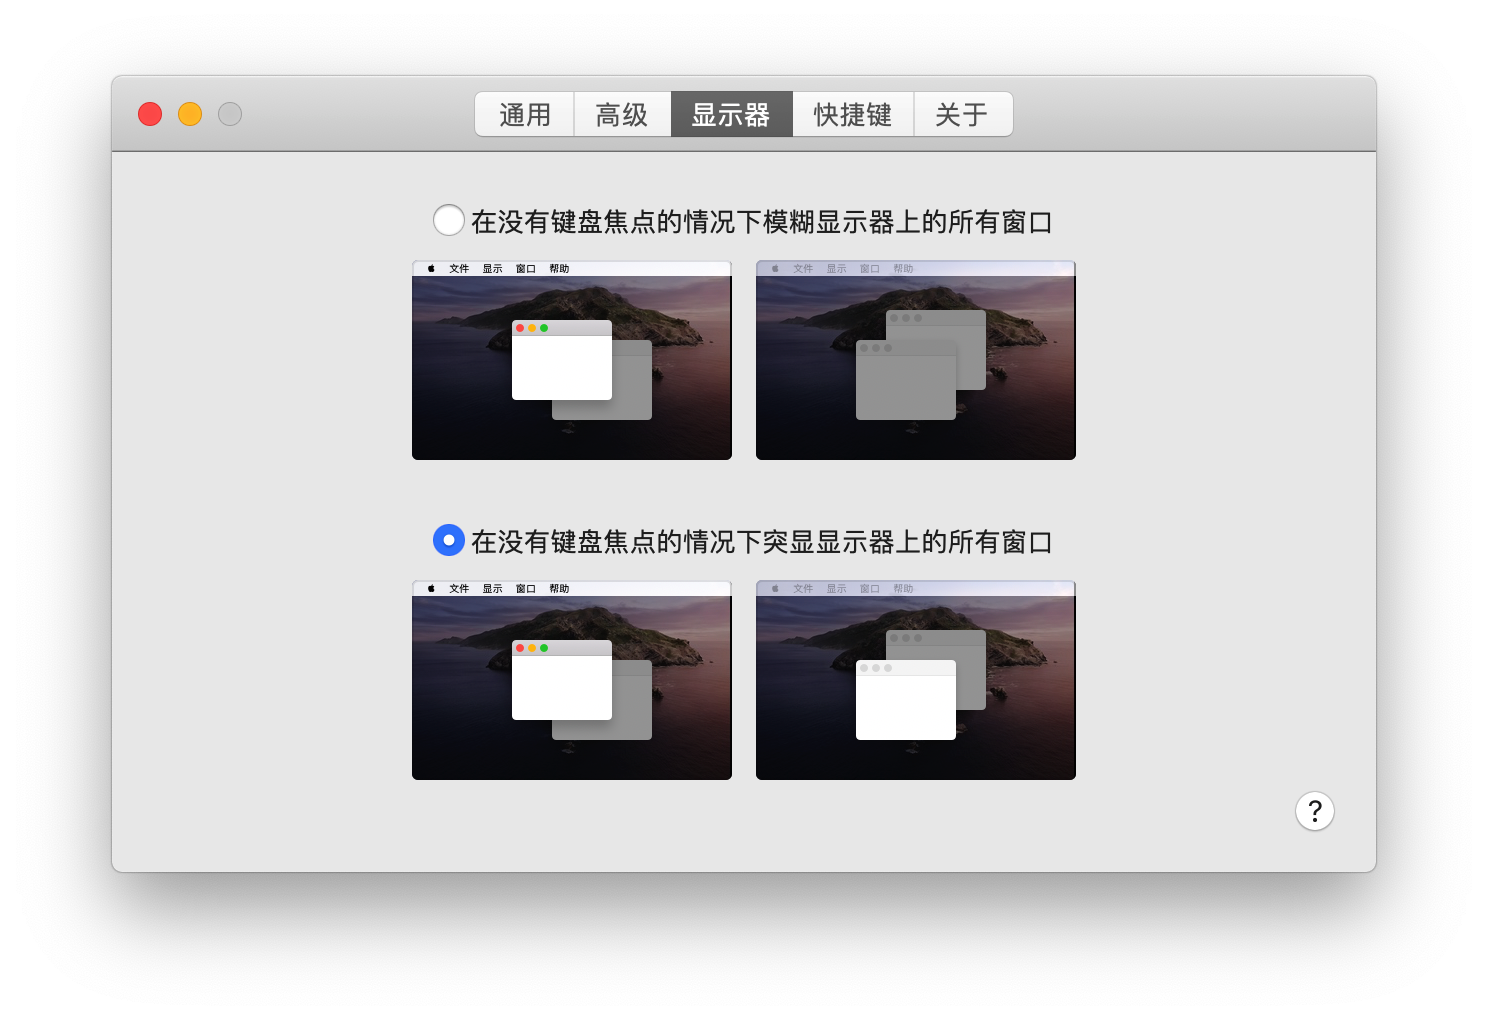 通用 高级 显示器 快捷键 关于
在没有键盘焦点的情况下模糊显示器上的所有窗口
文件 显示 窗口 帮助
文件 显示 窗口 帮助
在没有键盘焦点的情况下突显显示器上的所有窗口
文件 显示 窗口 帮助
文件 显示 窗口 帮助
?